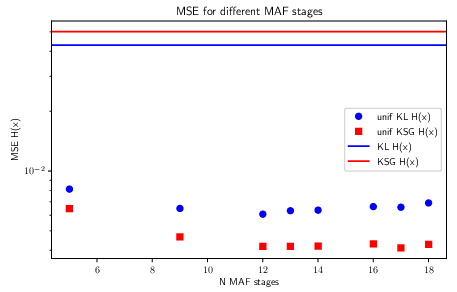 MSE for different MAF stages
MSE H(x)
10⁻²
unif KL H(x)
unif KSG H(x)
KL H(x)
KSG H(x)
6 8 10 12 14 16 18
N MAF stages